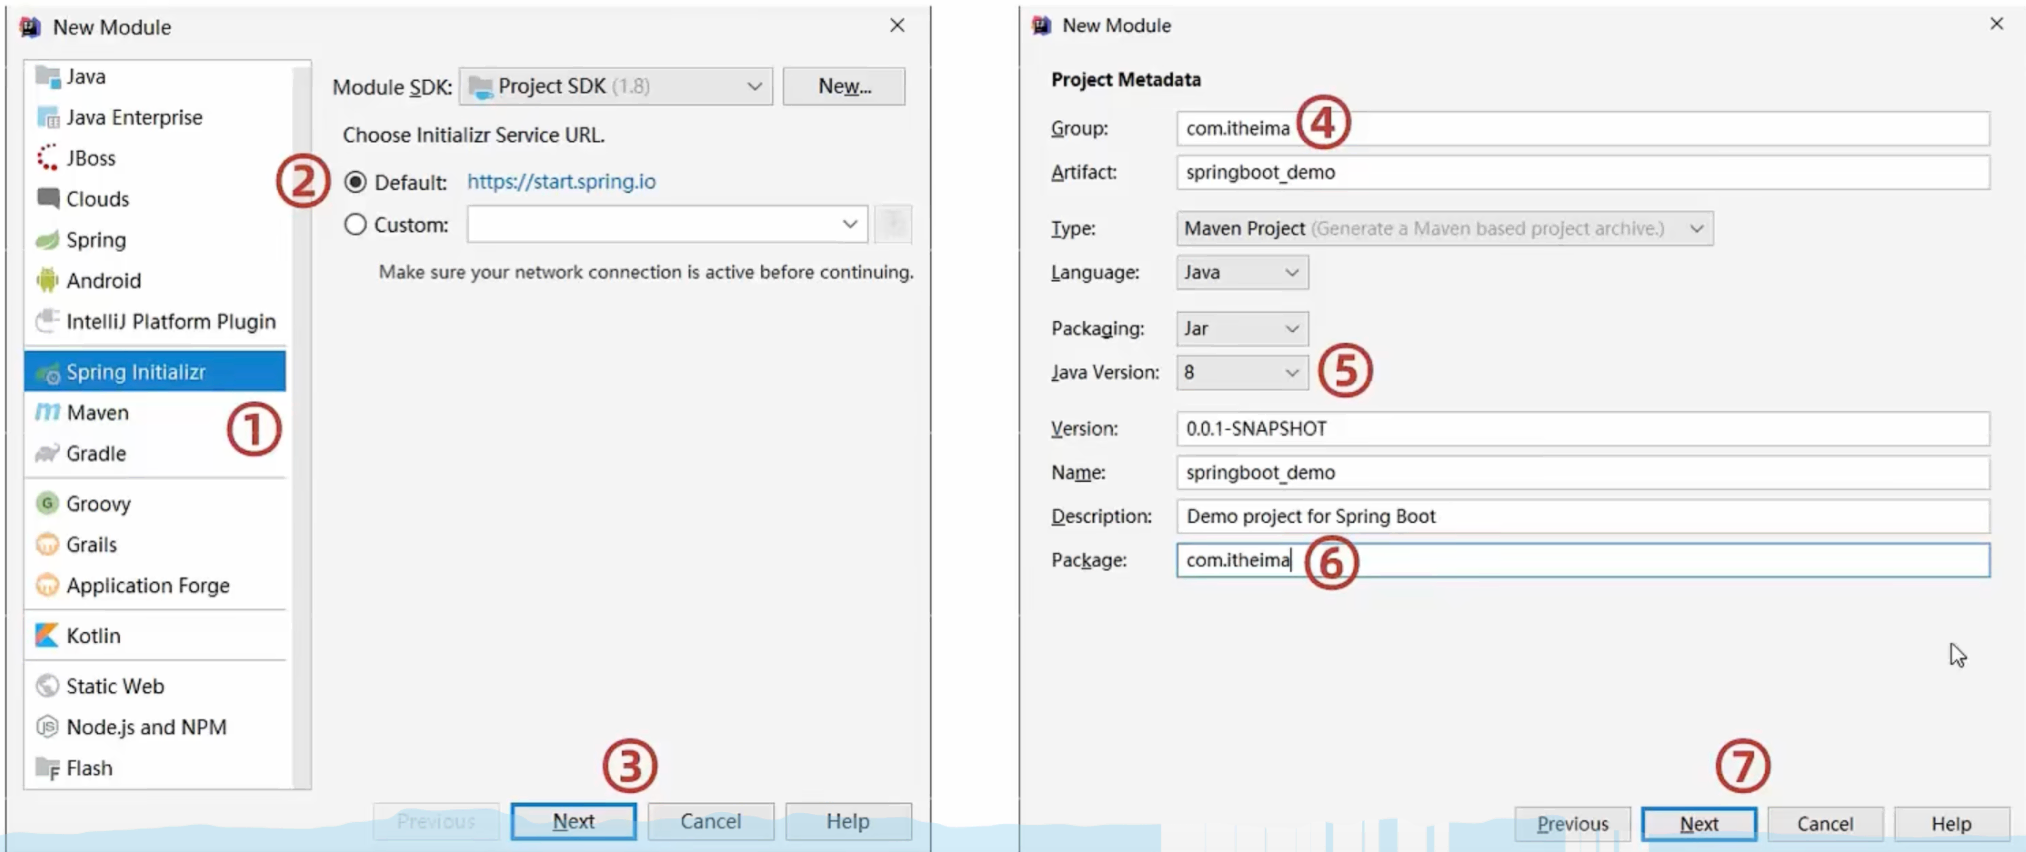 New Module
Java
Java Enterprise
JBoss
Clouds
Spring
Android
IntelliJ Platform Plugin
Spring Initializr
Maven
①
Gradle
Groovy
Grails
Application Forge
Kotlin
Static Web
Node.js and NPM
Flash
Module SDK: Project SDK (1.8) New...
Choose Initializr Service URL.
② Default: https://start.spring.io
Custom:
Make sure your network connection is active before continuing.
③
Previous Next Cancel Help
New Module
Project Metadata
Group: com.itheima ④
Artifact: springboot_demo
Type: Maven Project (Generate a Maven based project archive.)
Language: Java
Packaging: Jar
Java Version: 8 ⑤
Version: 0.0.1-SNAPSHOT
Name: springboot_demo
Description: Demo project for Spring Boot
Package: com.itheima ⑥
⑦
Previous Next Cancel Help